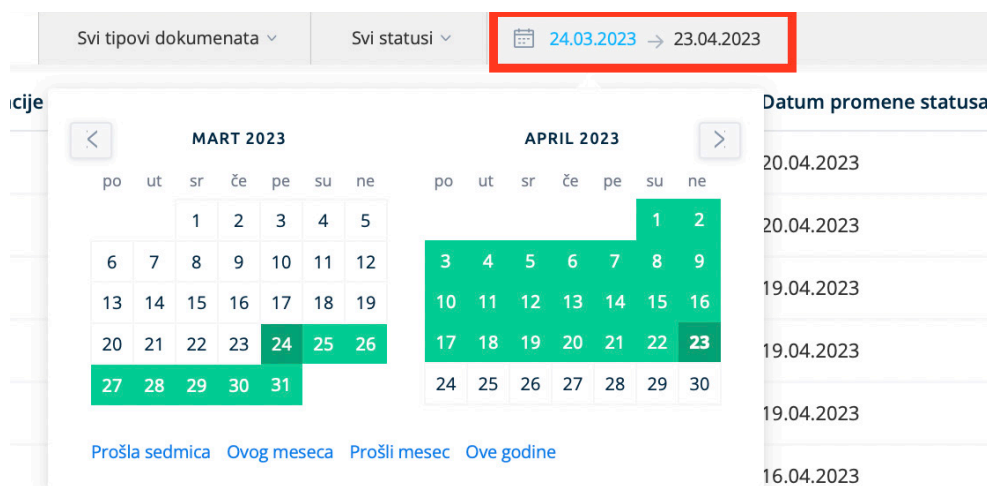 Svi tipovi dokumenata Svi statusi 24.03.2023 → 23.04.2023
cije Datum promene statusa
MART 2023 APRIL 2023
po ut sr če pe su ne po ut sr če pe su ne
20.04.2023
1 2 3 4 5 1 2
20.04.2023
6 7 8 9 10 11 12 3 4 5 6 7 8 9
19.04.2023
13 14 15 16 17 18 19 10 11 12 13 14 15 16
20 21 22 23 24 25 26 17 18 19 20 21 22 23
19.04.2023
27 28 29 30 31 24 25 26 27 28 29 30
19.04.2023
Prošla sedmica Ovog meseca Prošli mesec Ove godine
16.04.2023